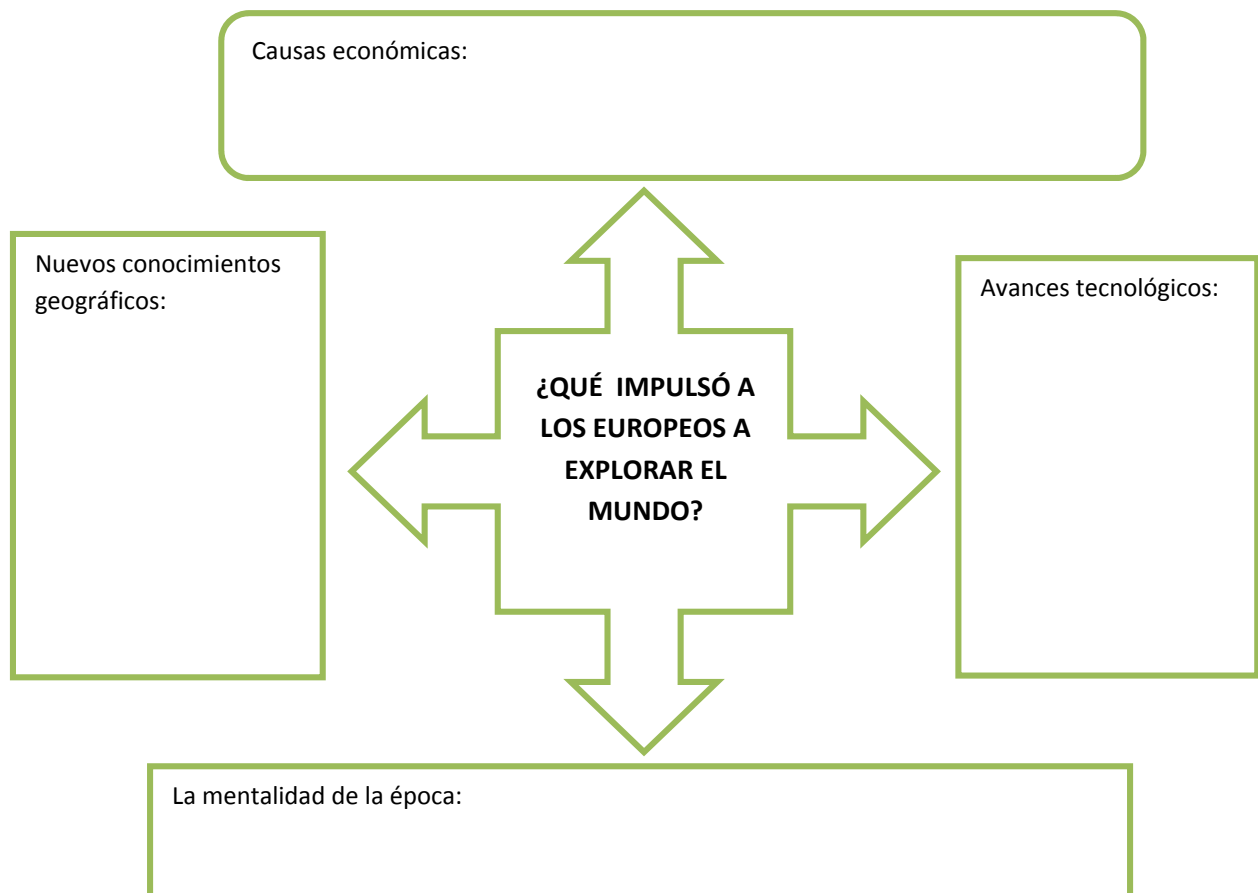 Causas económicas:
Nuevos conocimientos
geográficos:
Avances tecnológicos:
¿QUÉ  IMPULSÓ A
LOS EUROPEOS A
EXPLORAR EL
MUNDO?
La mentalidad de la época: